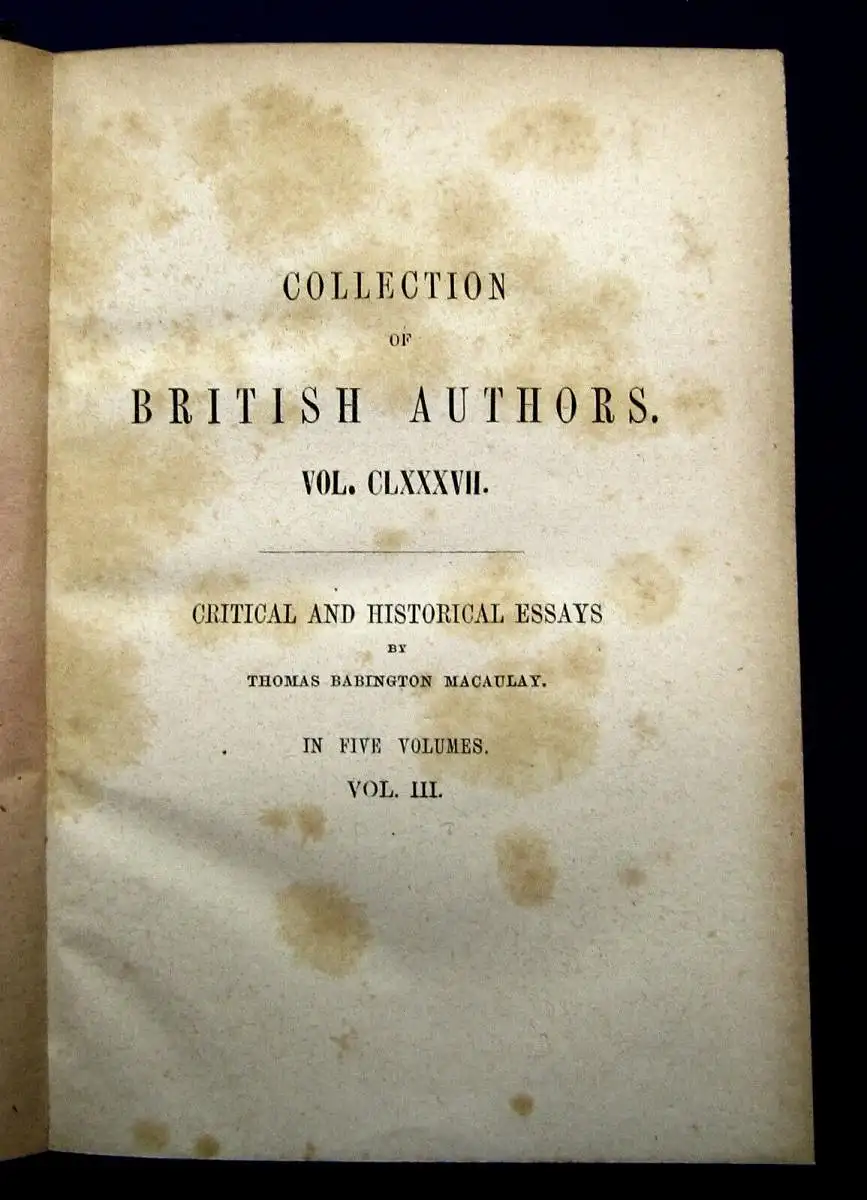 COLLECTION
OF
BRITISH AUTHORS.
VOL. CLXXXVII.
CRITICAL AND HISTORICAL ESSAYS
BY
THOMAS BABINGTON MACAULAY.
IN FIVE VOLUMES.
VOL. III.